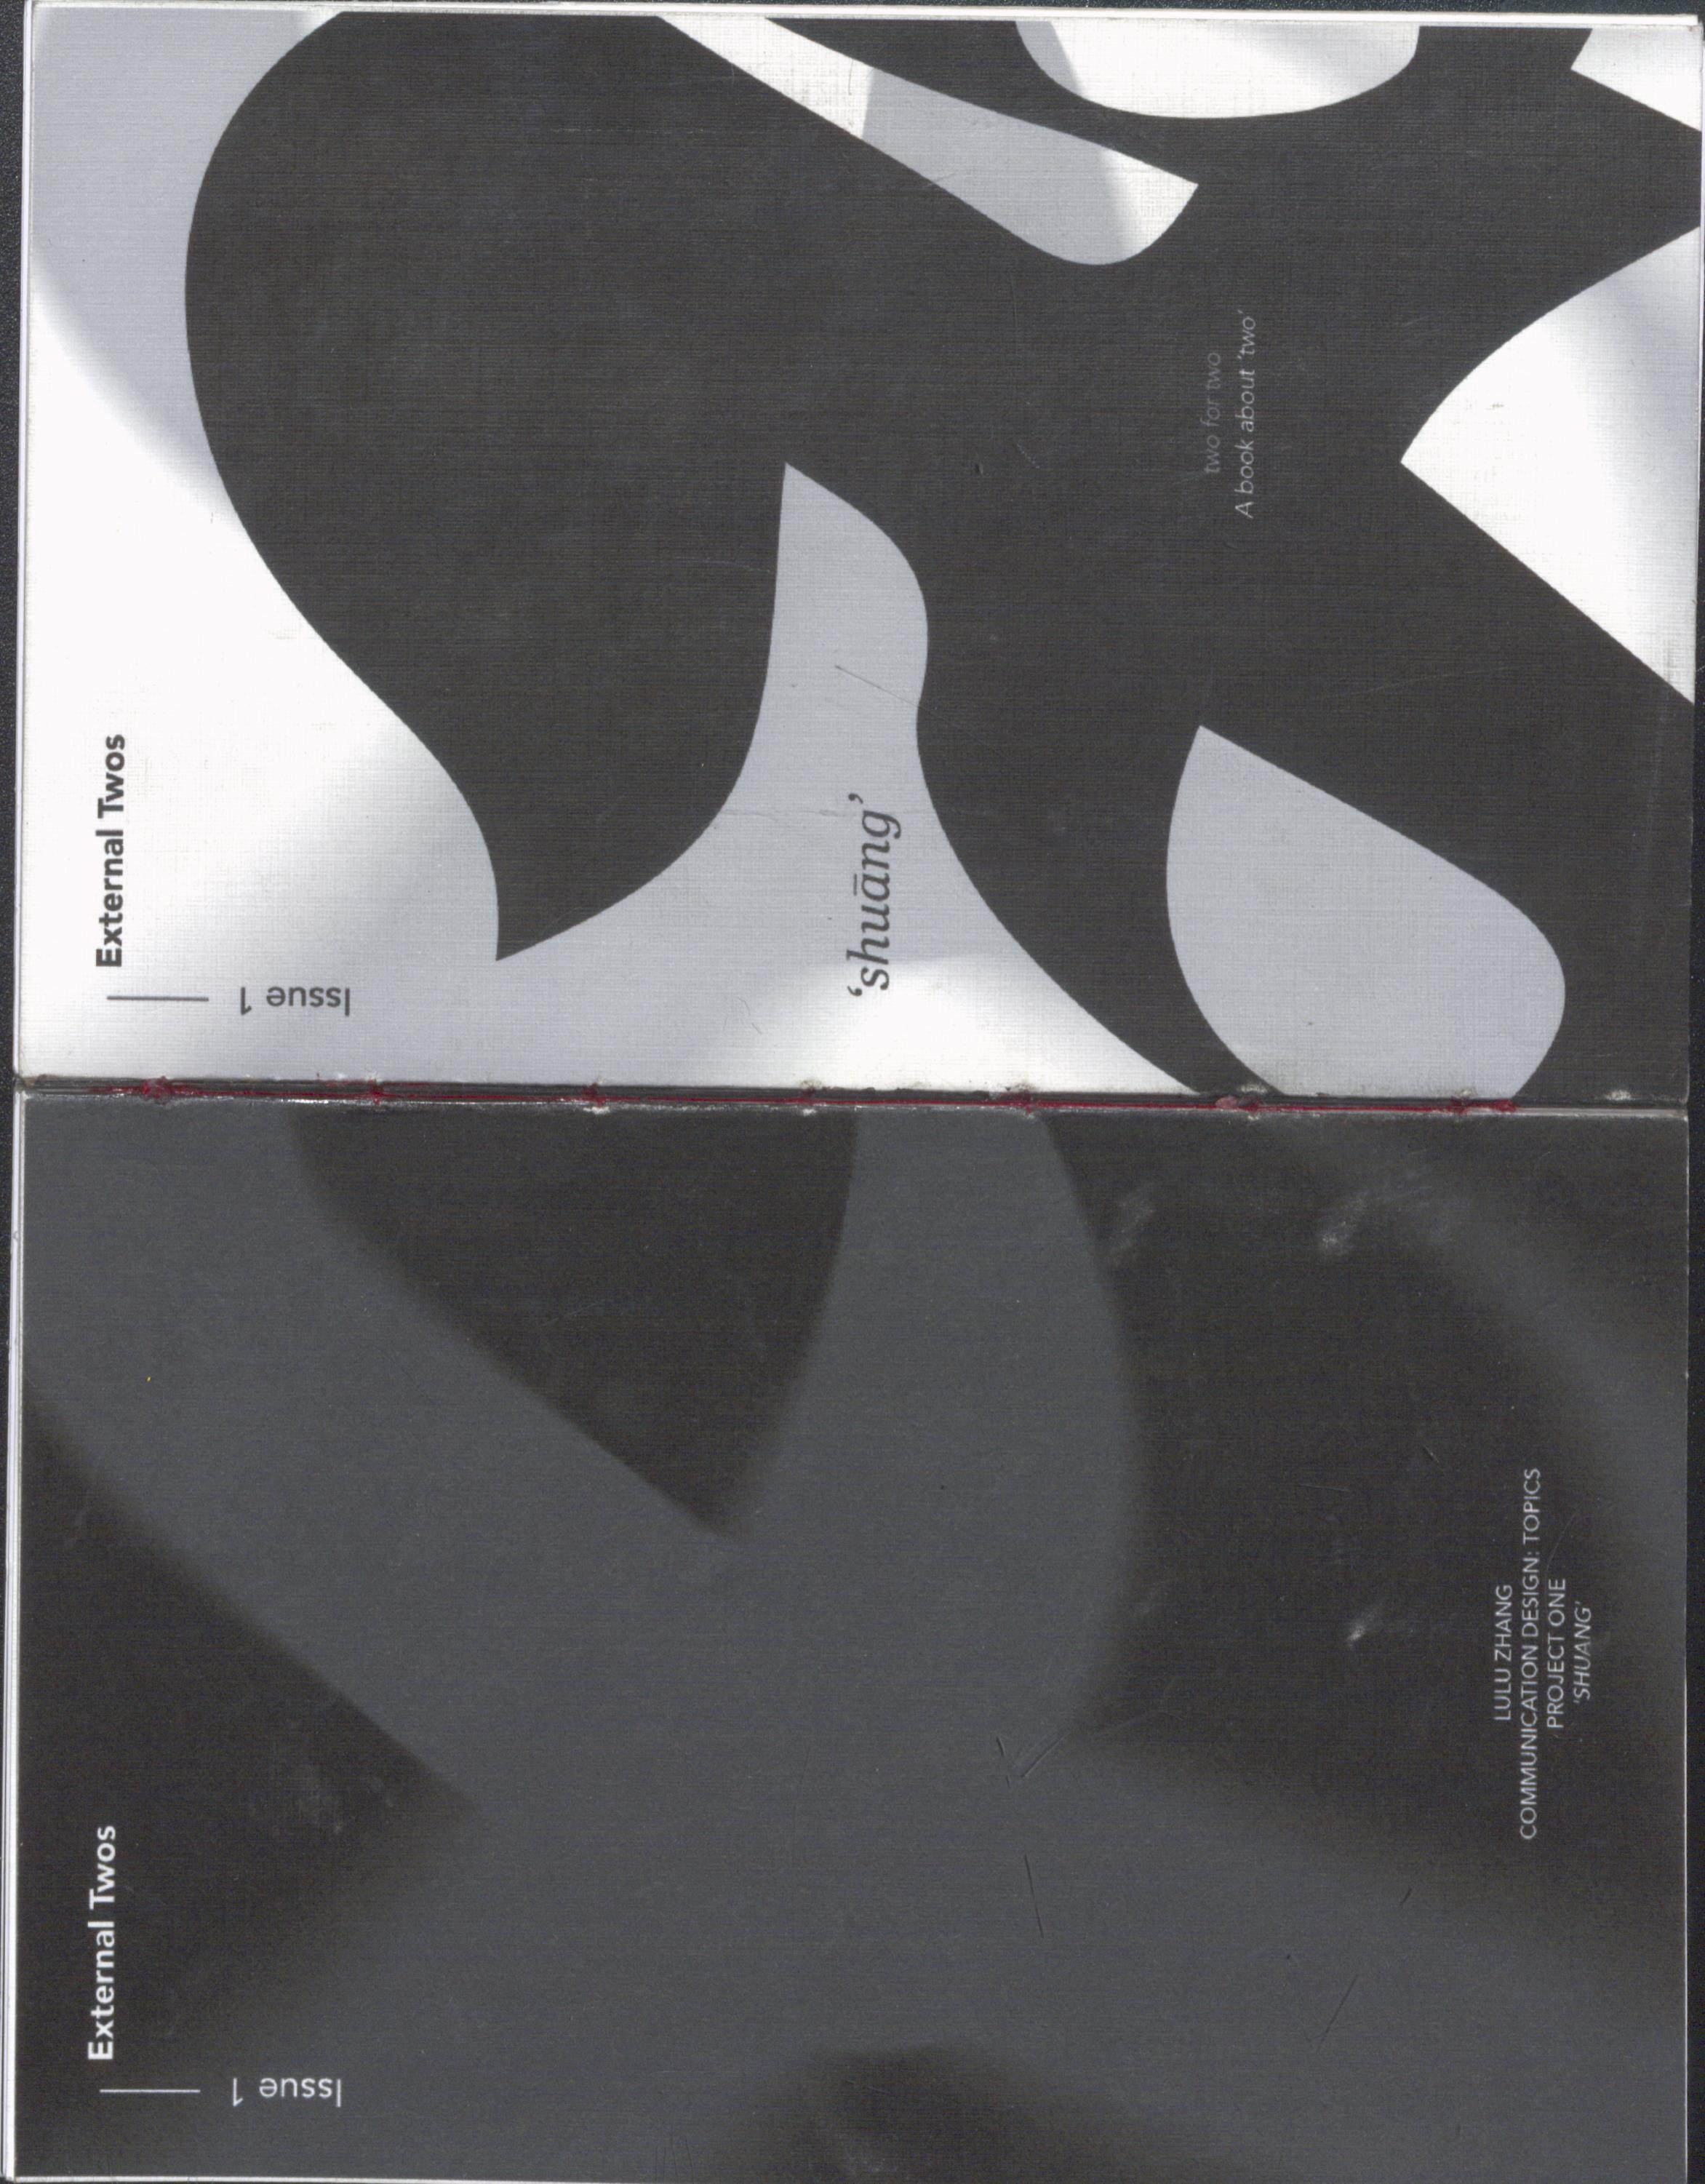 External Twos
Issue 1
‘shuāng’
two for two
A book about ‘two’
External Twos
Issue 1
LULU ZHANG
COMMUNICATION DESIGN: TOPICS
PROJECT ONE
‘SHUANG’